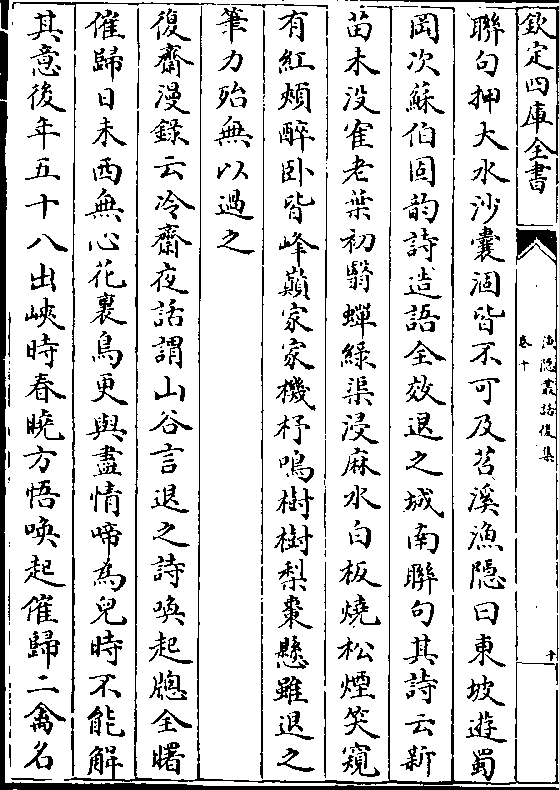 欽定四庫全書
漁隱叢話後集
卷十
十
聯句押大水沙囊涸皆不可及苕溪漁隱曰東坡遊蜀
岡次蘇伯固韵詩造語全效退之城南聯句其詩云新
苗未没寉老葉初翳蟬綠渠浸麻水白板燒松煙笑窺
有紅頰醉卧皆峰巔家家機杼鳴樹樹梨棗懸雖退之
筆力殆無以過之
復齋漫錄云冷齋夜話謂山谷言退之詩喚起牕全曙
催歸日未西無心花裏鳥更與盡情啼為兒時不能解
其意後年五十八出峽時春曉方悟喚起催歸二禽名